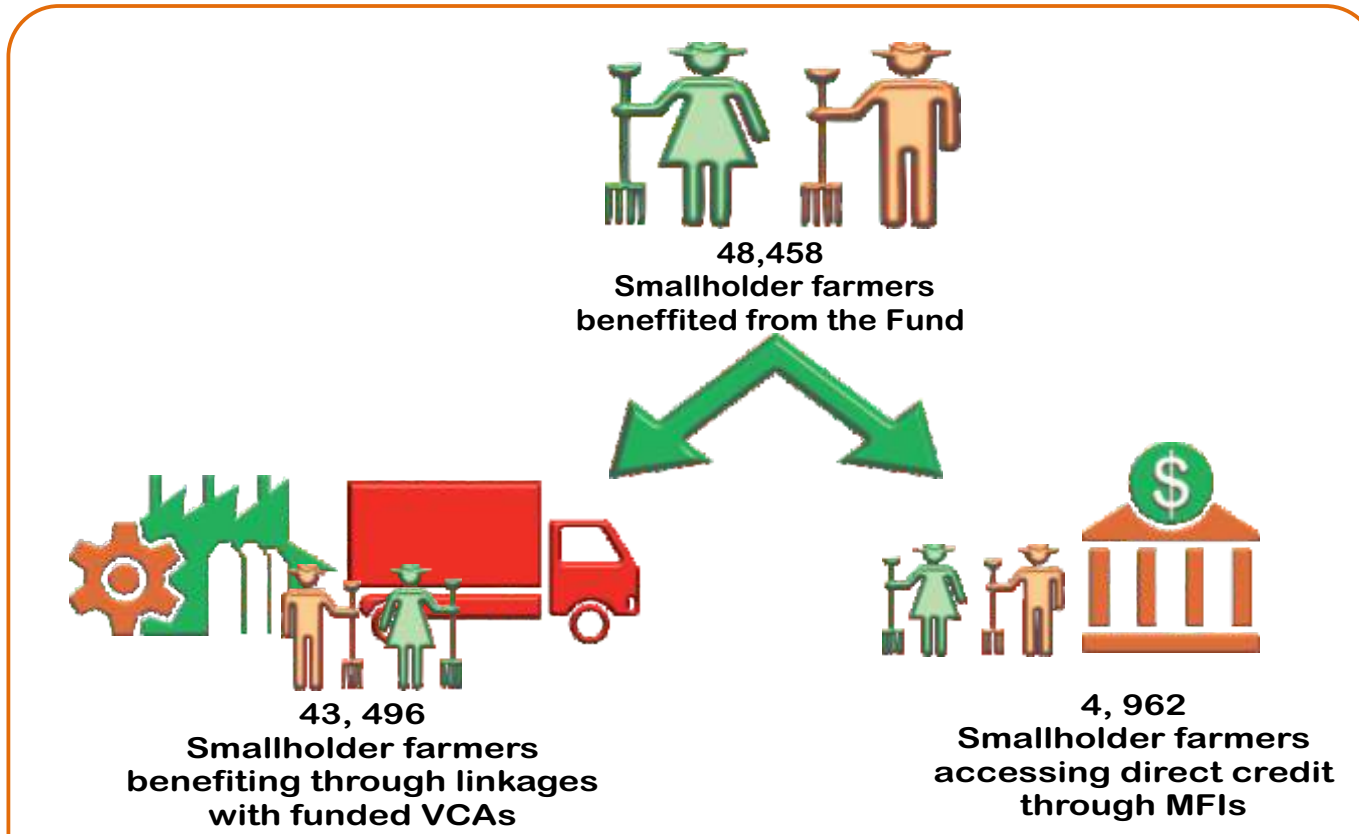 48,458
Smallholder farmers
beneffited from the Fund
$
43, 496
Smallholder farmers
benefiting through linkages
with funded VCAs
4, 962
Smallholder farmers
accessing direct credit
through MFIs